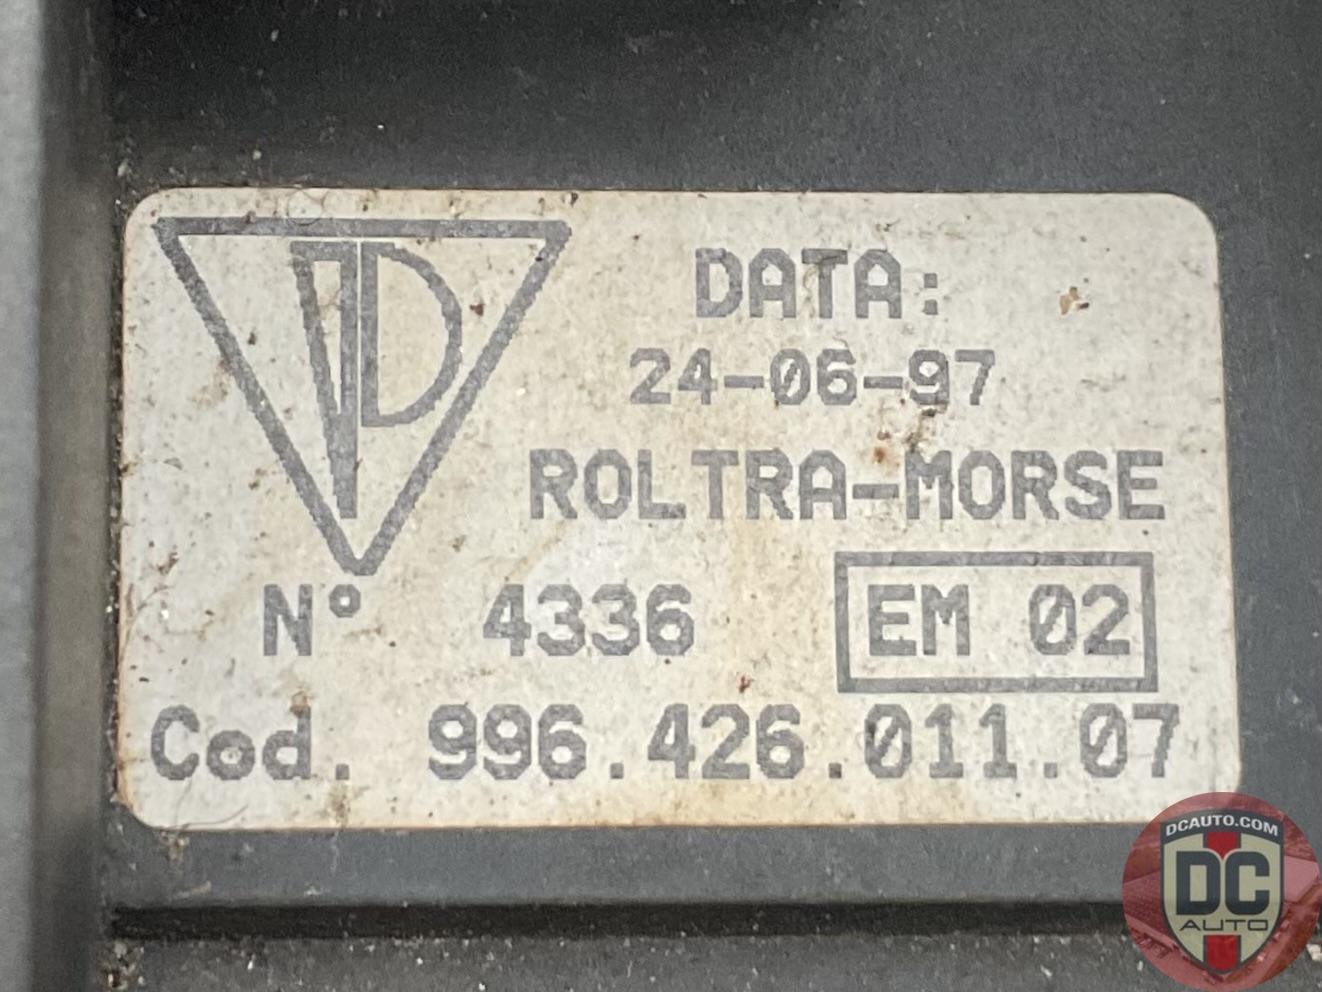 DATA:
24-06-97
ROLTRA-MORSE
N° 4336 EM 02
Cod. 996.426.011.07
DCAUTO.COM
DC
AUTO